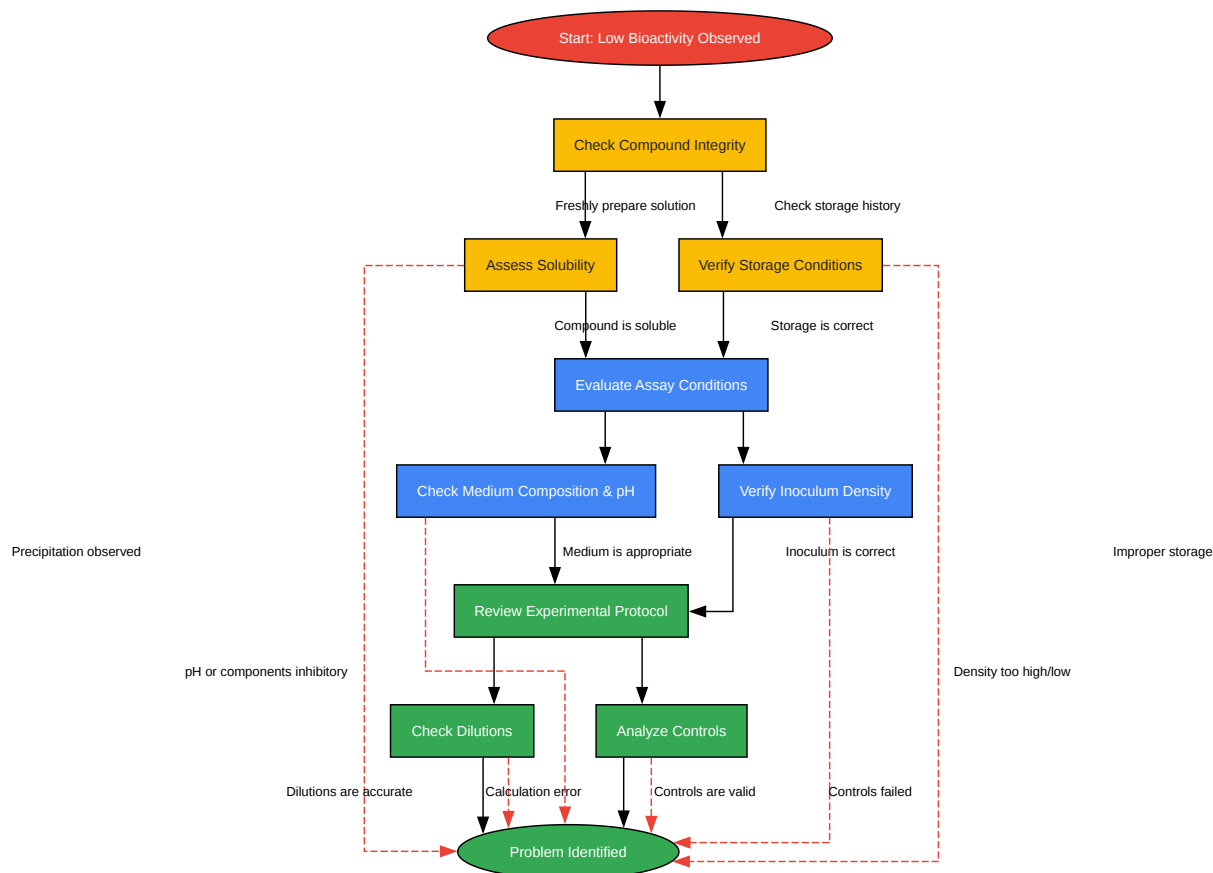 Start: Low Bioactivity Observed
Check Compound Integrity
Freshly prepare solution
Check storage history
Assess Solubility
Verify Storage Conditions
Compound is soluble
Storage is correct
Evaluate Assay Conditions
Check Medium Composition & pH
Verify Inoculum Density
Precipitation observed
Medium is appropriate
Inoculum is correct
Improper storage
Review Experimental Protocol
pH or components inhibitory
Density too high/low
Check Dilutions
Analyze Controls
Dilutions are accurate
Calculation error
Controls are valid
Controls failed
Problem Identified